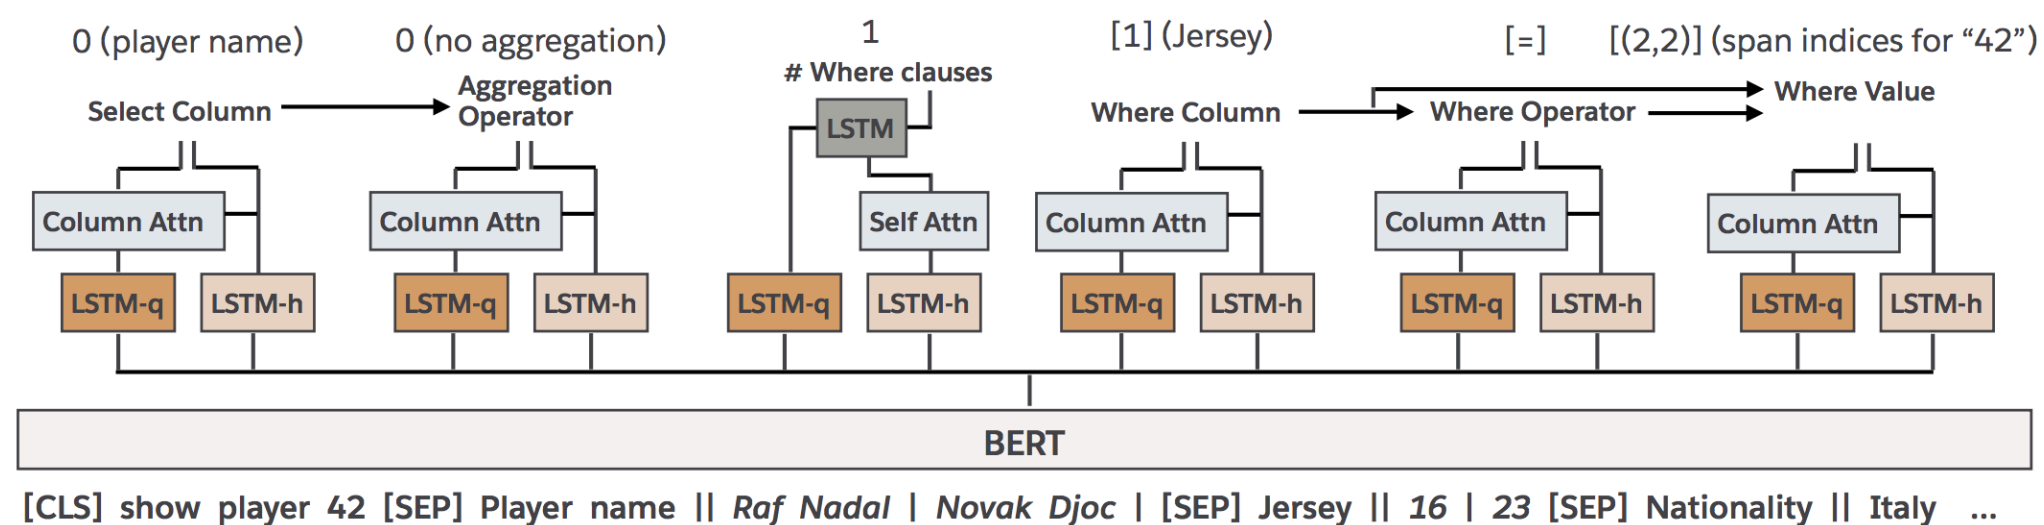 0 (player name) 0 (no aggregation) 1 [1] (Jersey) [=] [(2,2)] (span indices for “42”)
Select Column
Aggregation
Operator
# Where clauses
LSTM
Where Column
Where Operator
Where Value
Column Attn Column Attn Self Attn Column Attn Column Attn Column Attn
LSTM-q LSTM-h LSTM-q LSTM-h LSTM-q LSTM-h LSTM-q LSTM-h LSTM-q LSTM-h LSTM-q LSTM-h
BERT
[CLS] show player 42 [SEP] Player name || Raf Nadal | Novak Djoc | [SEP] Jersey || 16 | 23 [SEP] Nationality || Italy ...